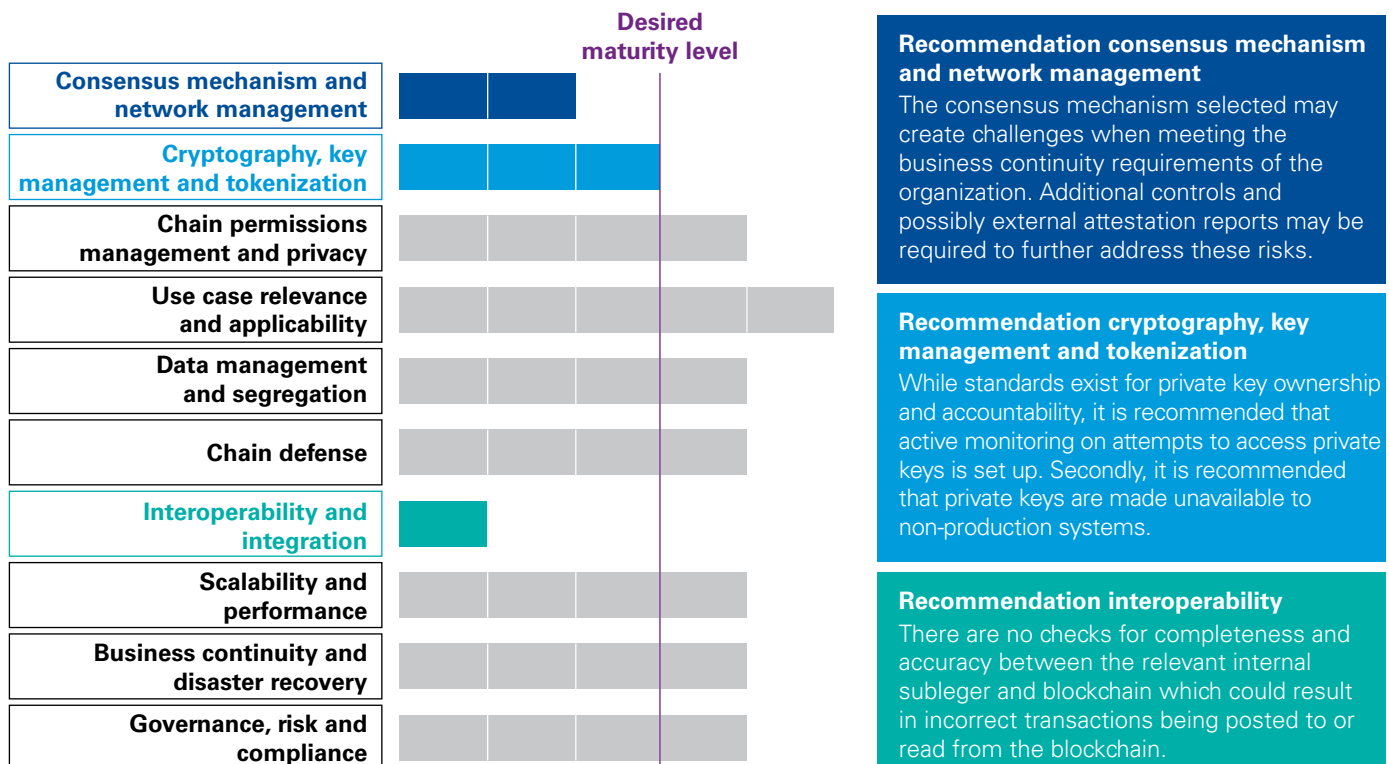 Desired
maturity level
Consensus mechanism and
network management
Cryptography, key
management and tokenization
Chain permissions
management and privacy
Use case relevance
and applicability
Data management
and segregation
Chain defense
Interoperability and
integration
Scalability and
performance
Business continuity and
disaster recovery
Governance, risk and
compliance
Recommendation consensus mechanism
and network management
The consensus mechanism selected may
create challenges when meeting the
business continuity requirements of the
organization. Additional controls and
possibly external attestation reports may be
required to further address these risks.
Recommendation cryptography, key
management and tokenization
While standards exist for private key ownership
and accountability, it is recommended that
active monitoring on attempts to access private
keys is set up. Secondly, it is recommended
that private keys are made unavailable to
non-production systems.
Recommendation interoperability
There are no checks for completeness and
accuracy between the relevant internal
subleger and blockchain which could result
in incorrect transactions being posted to or
read from the blockchain.